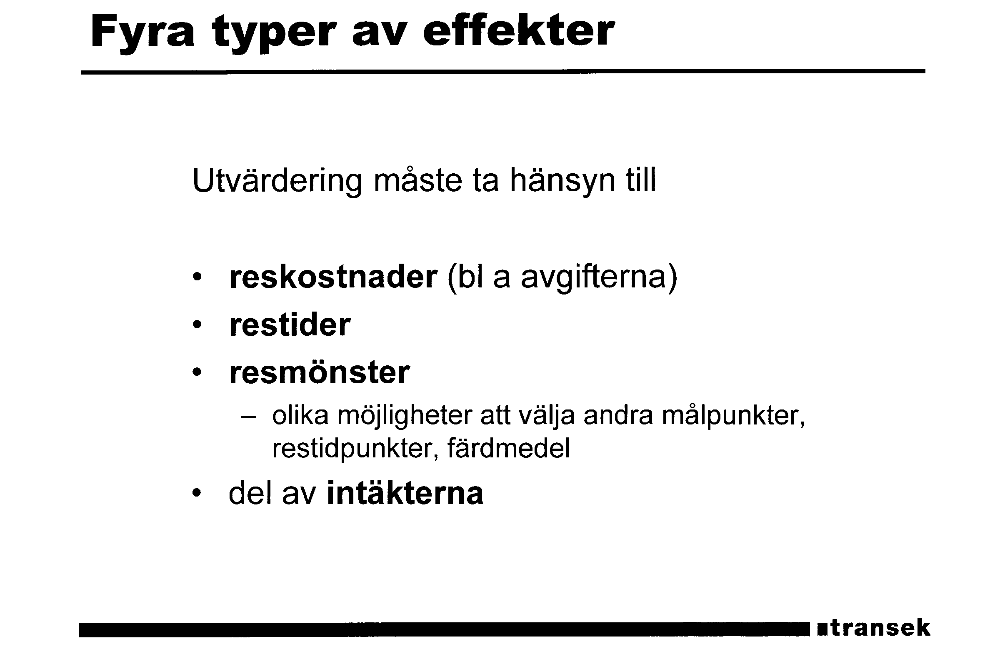 Fyra typer av effekter
Utvärdering måste ta hänsyn till
• reskostnader (bl a avgifterna)
• restider
• resmönster
– olika möjligheter att välja andra målpunkter,
restidpunkter, färdmedel
• del av intäkterna
transek